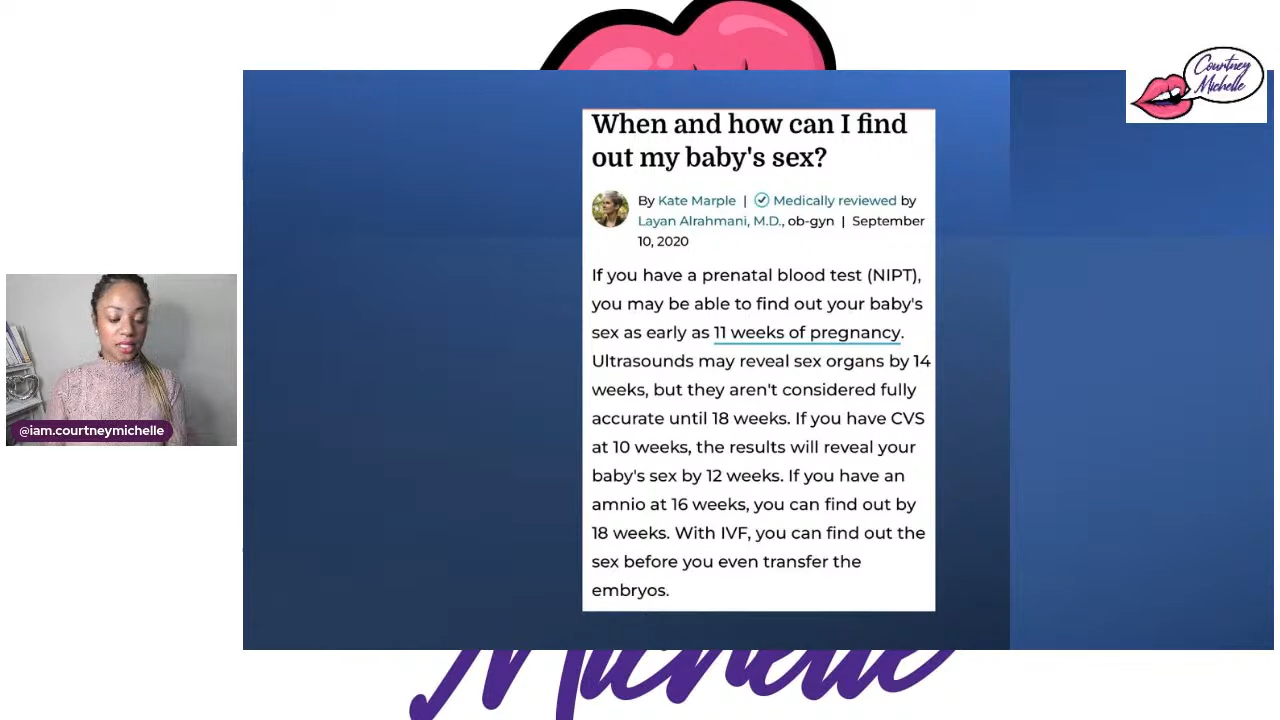 Courtney
Michelle
When and how can I find
out my baby's sex?
By Kate Marple | Medically reviewed by
Layan Alrahmani, M.D., ob-gyn | September
10, 2020
If you have a prenatal blood test (NIPT),
you may be able to find out your baby's
sex as early as 11 weeks of pregnancy.
Ultrasounds may reveal sex organs by 14
weeks, but they aren't considered fully
accurate until 18 weeks. If you have CVS
at 10 weeks, the results will reveal your
baby's sex by 12 weeks. If you have an
amnio at 16 weeks, you can find out by
18 weeks. With IVF, you can find out the
sex before you even transfer the
embryos.
@iam.courtneymichelle
Michelle